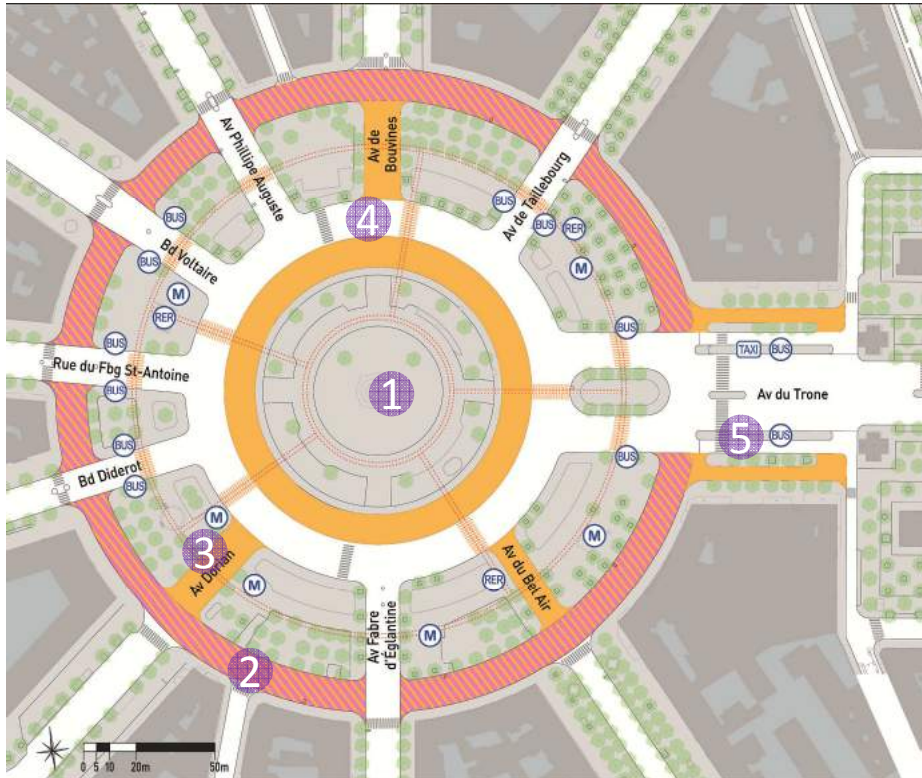 Av Phillipe Auguste
Av de
Bouvines
Av de Taillebourg
4
BUS
BUS
BUS
RER
Bd Voltaire
BUS
M
M
RER
BUS
BUS
TAXI
BUS
Rue du Fbg St-Antoine
1
Av du Trone
BUS
5
BUS
BUS
Bd Diderot
BUS
BUS
M
M
3
Av Dorian
M
RER
Av du Bel Air
Av Fabre
d'Églantine
M
2
0 5 10 20m 50m